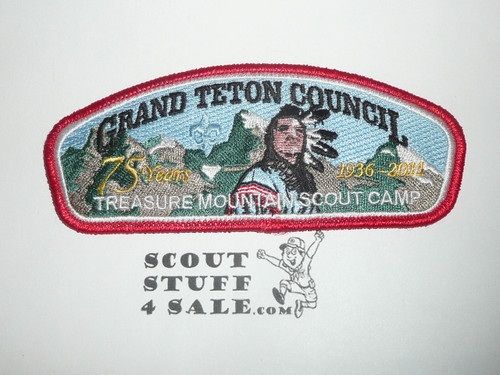 GRAND TETON COUNCIL
75 Years 1936-2011
TREASURE MOUNTAIN SCOUT CAMP
SCOUT
STUFF
4 SALE.com